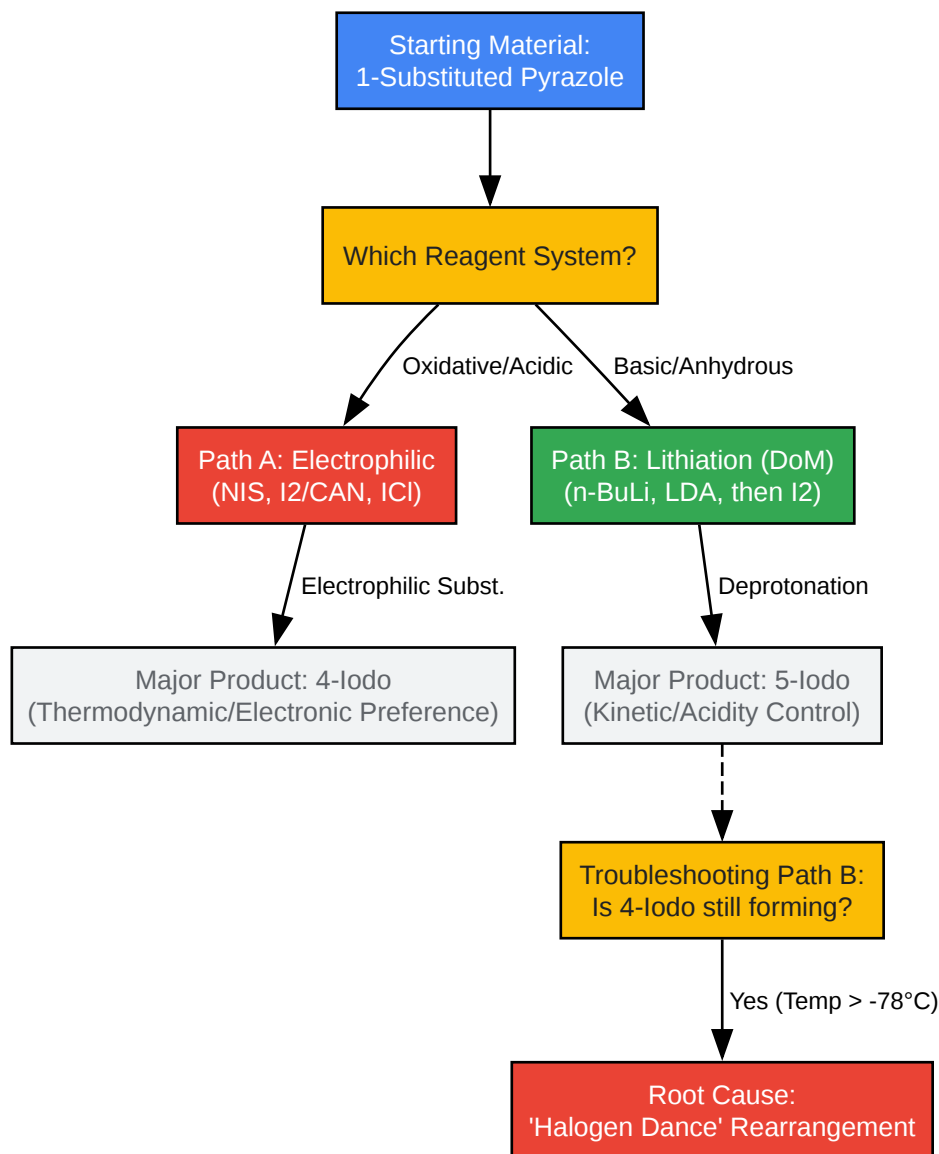 Starting Material:
1-Substituted Pyrazole
Which Reagent System?
Oxidative/Acidic
Basic/Anhydrous
Path A: Electrophilic
(NIS, I2/CAN, ICl)
Path B: Lithiation (DoM)
(n-BuLi, LDA, then I2)
Electrophilic Subst.
Deprotonation
Major Product: 4-Iodo
(Thermodynamic/Electronic Preference)
Major Product: 5-Iodo
(Kinetic/Acidity Control)
Troubleshooting Path B:
Is 4-Iodo still forming?
Yes (Temp > -78°C)
Root Cause:
'Halogen Dance' Rearrangement